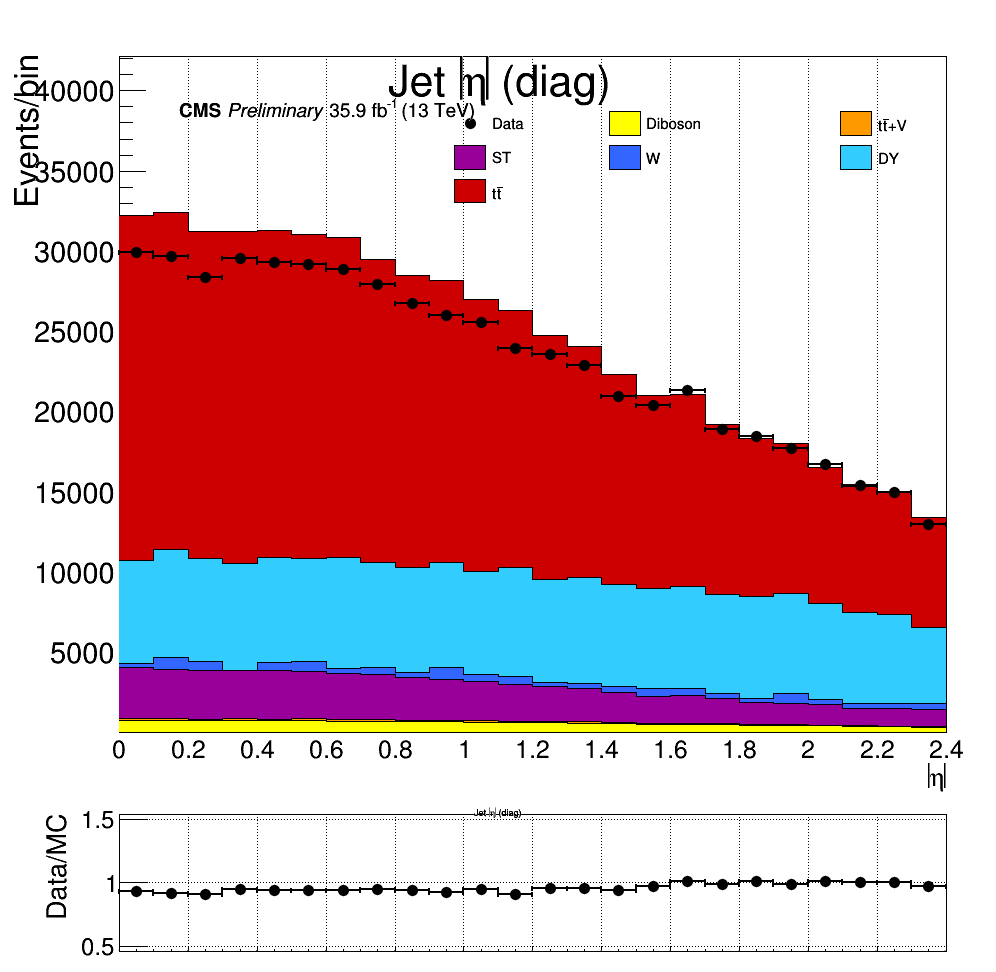 Jet |η| (diag)
CMS Preliminary 35.9 fb⁻¹ (13 TeV)
Data
Diboson
tt̄+V
ST
W
DY
tt̄
Events/bin
40000
35000
30000
25000
20000
15000
10000
5000
0 0.2 0.4 0.6 0.8 1 1.2 1.4 1.6 1.8 2 2.2 2.4
|η|
Jet |η| (diag)
Data/MC
1.5
1
0.5